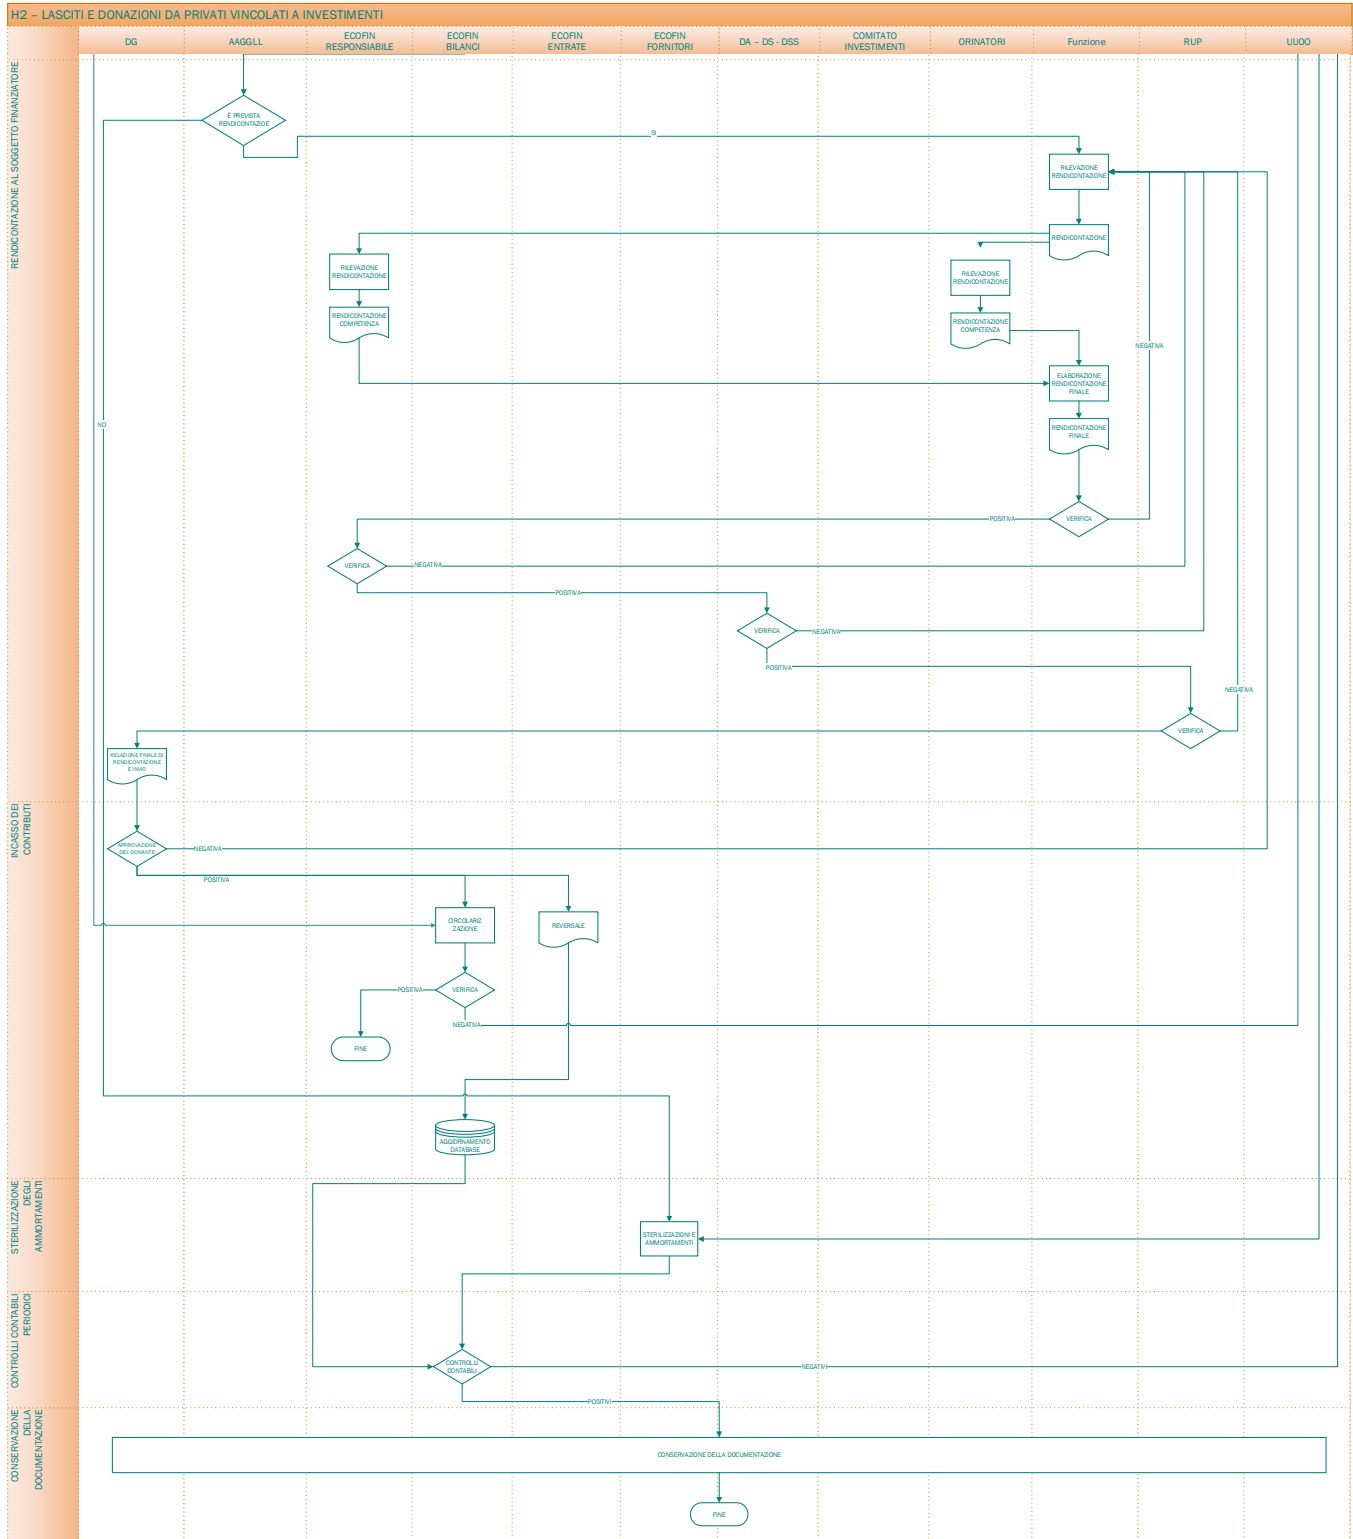 H2 – LASCITI E DONAZIONI DA PRIVATI VINCOLATI A INVESTIMENTI
DG
AAGGLL
ECOFIN
RESPONSIABILE
ECOFIN
BILANCI
ECOFIN
ENTRATE
ECOFIN
FORNITORI
DA – DS - DSS
COMITATO
INVESTIMENTI
ORINATORI
Funzione
RUP
UUOO
RENDICONTAZIONE AL SOGGETTO FINANZIATORE
È PREVISTA
RENDICONTAZIOE
SI
RILEVAZIONE
RENDICONTAZIONE
RENDICONTAZIONE
RILEVAZIONE
RENDICONTAZIONE
RILEVAZIONE
RENDICONTAZIONE
RENDICONTAZIONE
COMPETENZA
RENDICONTAZIONE
COMPETENZA
NEGATIVA
ELABORAZIONE
RENDICONTAZIONE
FINALE
NO
RENDICONTAZIONE
FINALE
POSITIVA
VERIFICA
VERIFICA
NEGATIVA
POSITIVA
VERIFICA
NEGATIVA
POSITIVA
NEGATIVA
VERIFICA
RELAZIONE FINALE DI
RENDICONTAZIONE
E INVIO
INCASSO DEI
CONTRIBUTI
APPROVAZIONE
DEL DONANTE
NEGATIVA
POSITIVA
CIRCOLARIZ
ZAZIONE
REVERSALE
POSITIVA
VERIFICA
NEGATIVA
FINE
AGGIORNAMENTO
DATABASE
STERILIZZAZIONE
DEGLI
AMMORTAMENTI
STERILIZZAZIONI E
AMMORTAMENTI
CONTROLLI CONTABILI
PERIODICI
CONTROLLI
CONTABILI
NEGATIVI
POSITIVI
CONSERVAZIONE
DELLA
DOCUMENTAZIONE
CONSERVAZIONE DELLA DOCUMENTAZIONE
FINE